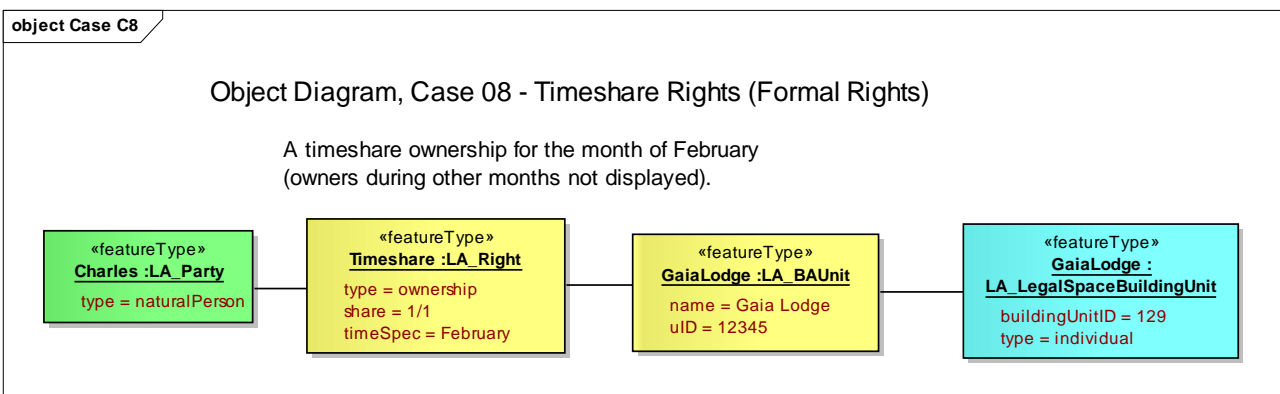 object Case C8
Object Diagram, Case 08 - Timeshare Rights (Formal Rights)
A timeshare ownership for the month of February
(owners during other months not displayed).
«featureType»
Charles :LA_Party
type = naturalPerson
«featureType»
Timeshare :LA_Right
type = ownership
share = 1/1
timeSpec = February
«featureType»
GaiaLodge :LA_BAUnit
name = Gaia Lodge
uID = 12345
«featureType»
GaiaLodge :
LA_LegalSpaceBuildingUnit
buildingUnitID = 129
type = individual